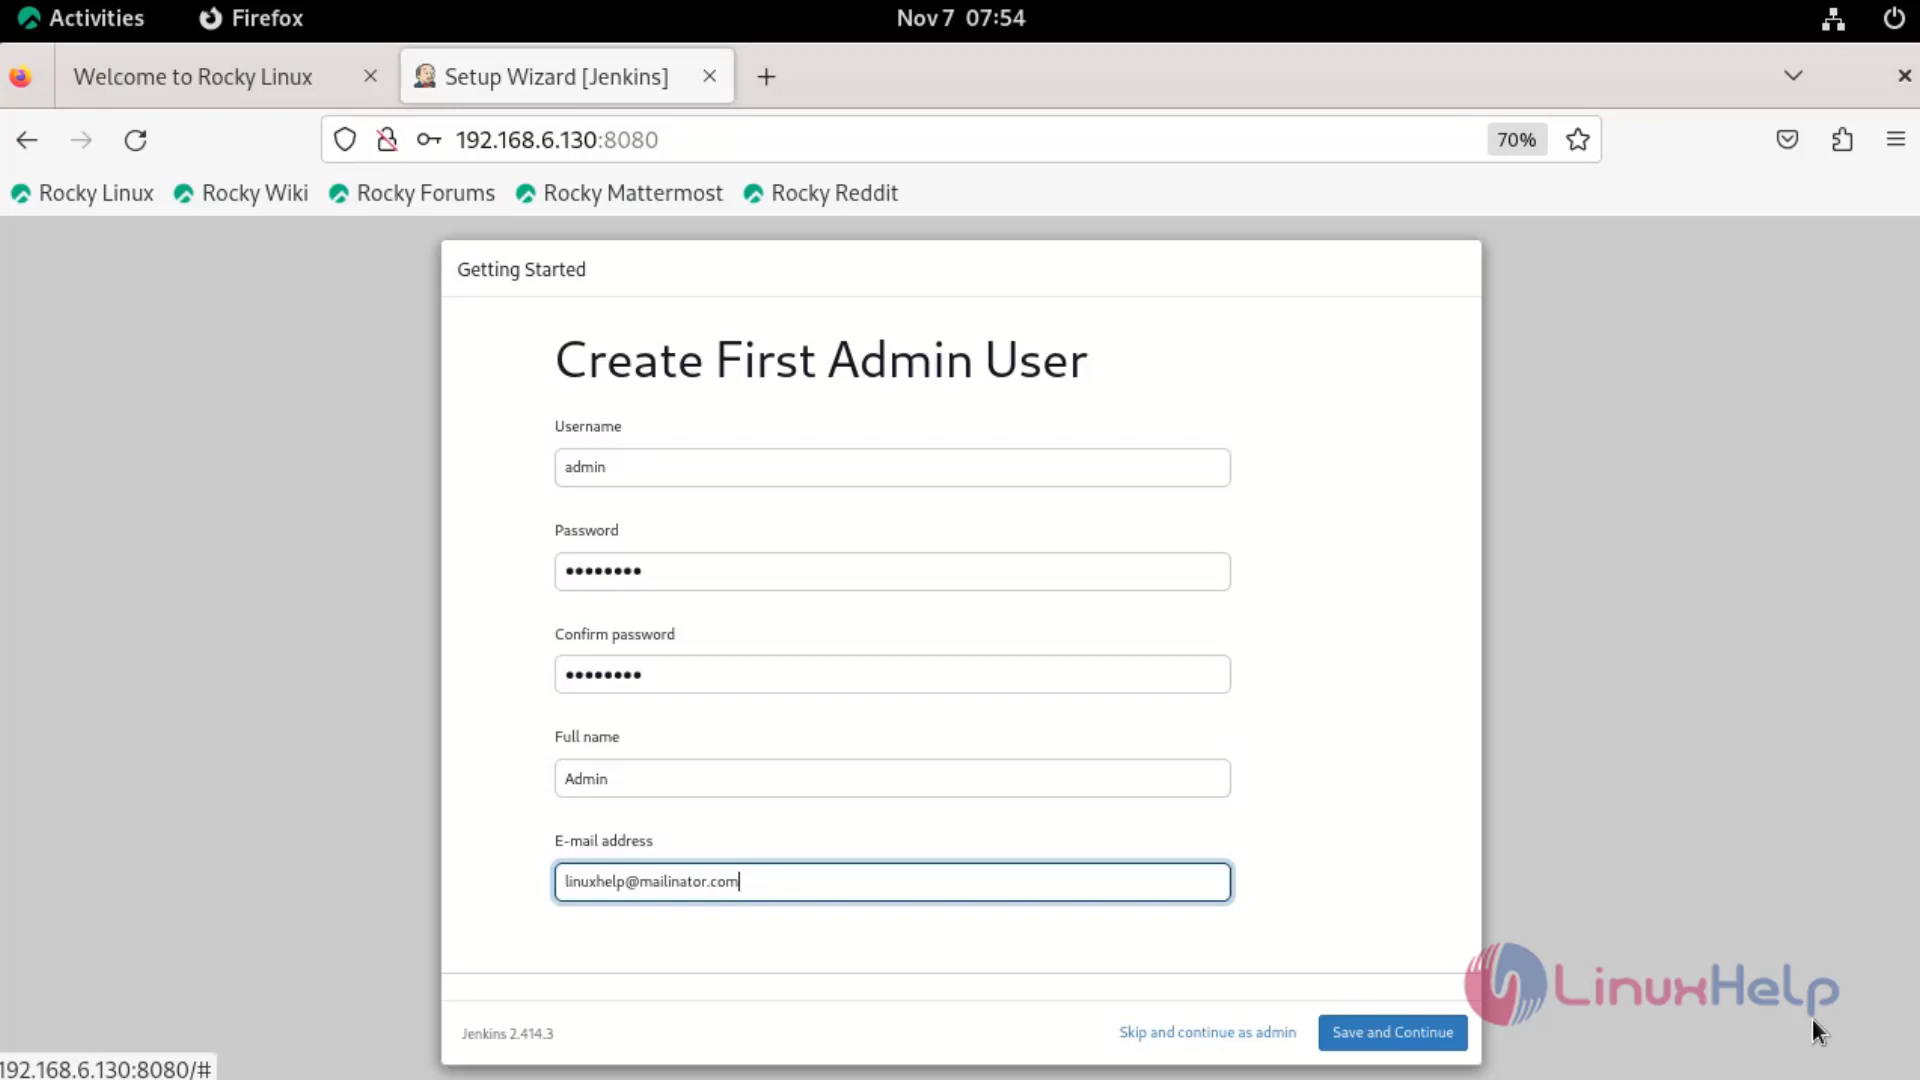 Activities Firefox Nov 7 07:54
Welcome to Rocky Linux Setup Wizard [Jenkins]
192.168.6.130:8080 70%
Rocky Linux Rocky Wiki Rocky Forums Rocky Mattermost Rocky Reddit
Getting Started
Create First Admin User
Username
admin
Password
••••••••
Confirm password
••••••••
Full name
Admin
E-mail address
linuxhelp@mailinator.com
LinuxHelp
Jenkins 2.414.3 Skip and continue as admin Save and Continue
192.168.6.130:8080/#